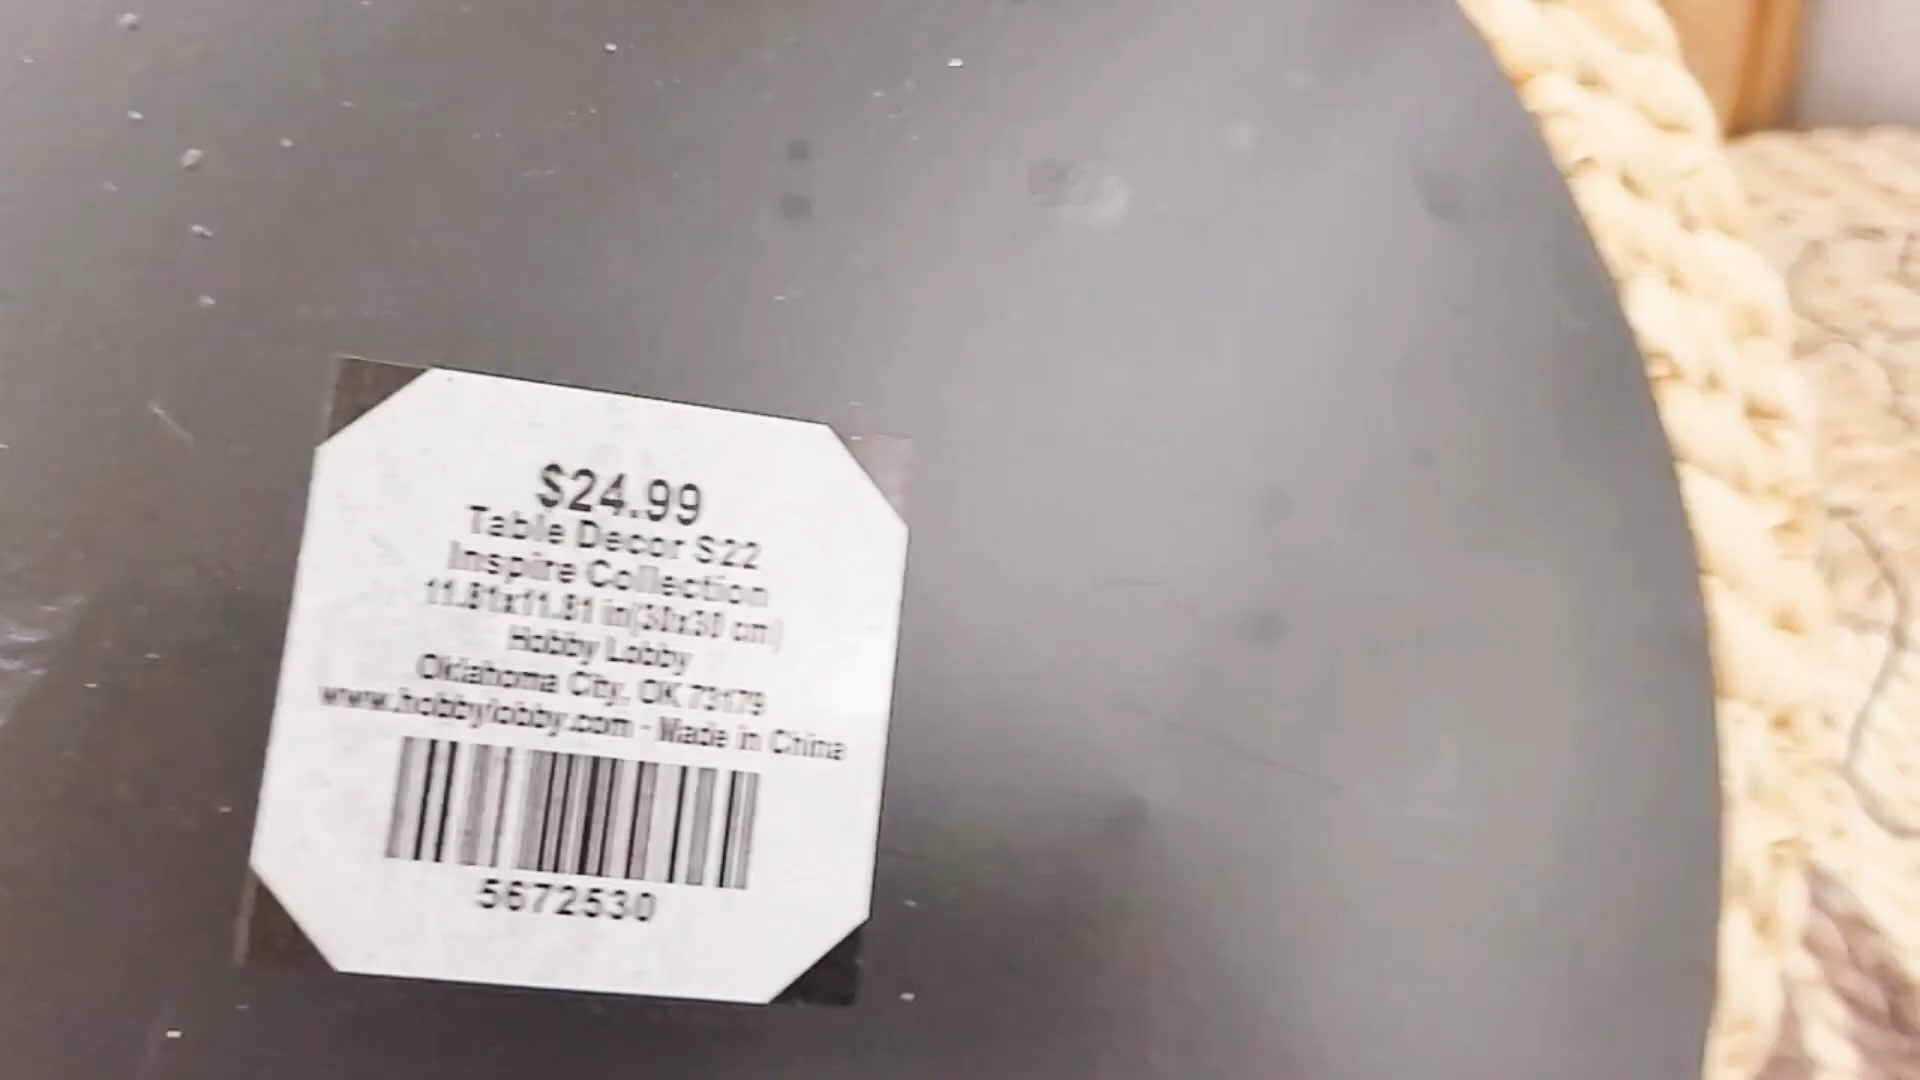 $24.99
Table Decor S22
Inspire Collection
11.81x11.81 in(30x30 cm)
Hobby Lobby
Oklahoma City, OK 73179
www.hobbylobby.com - Made in China
5672530